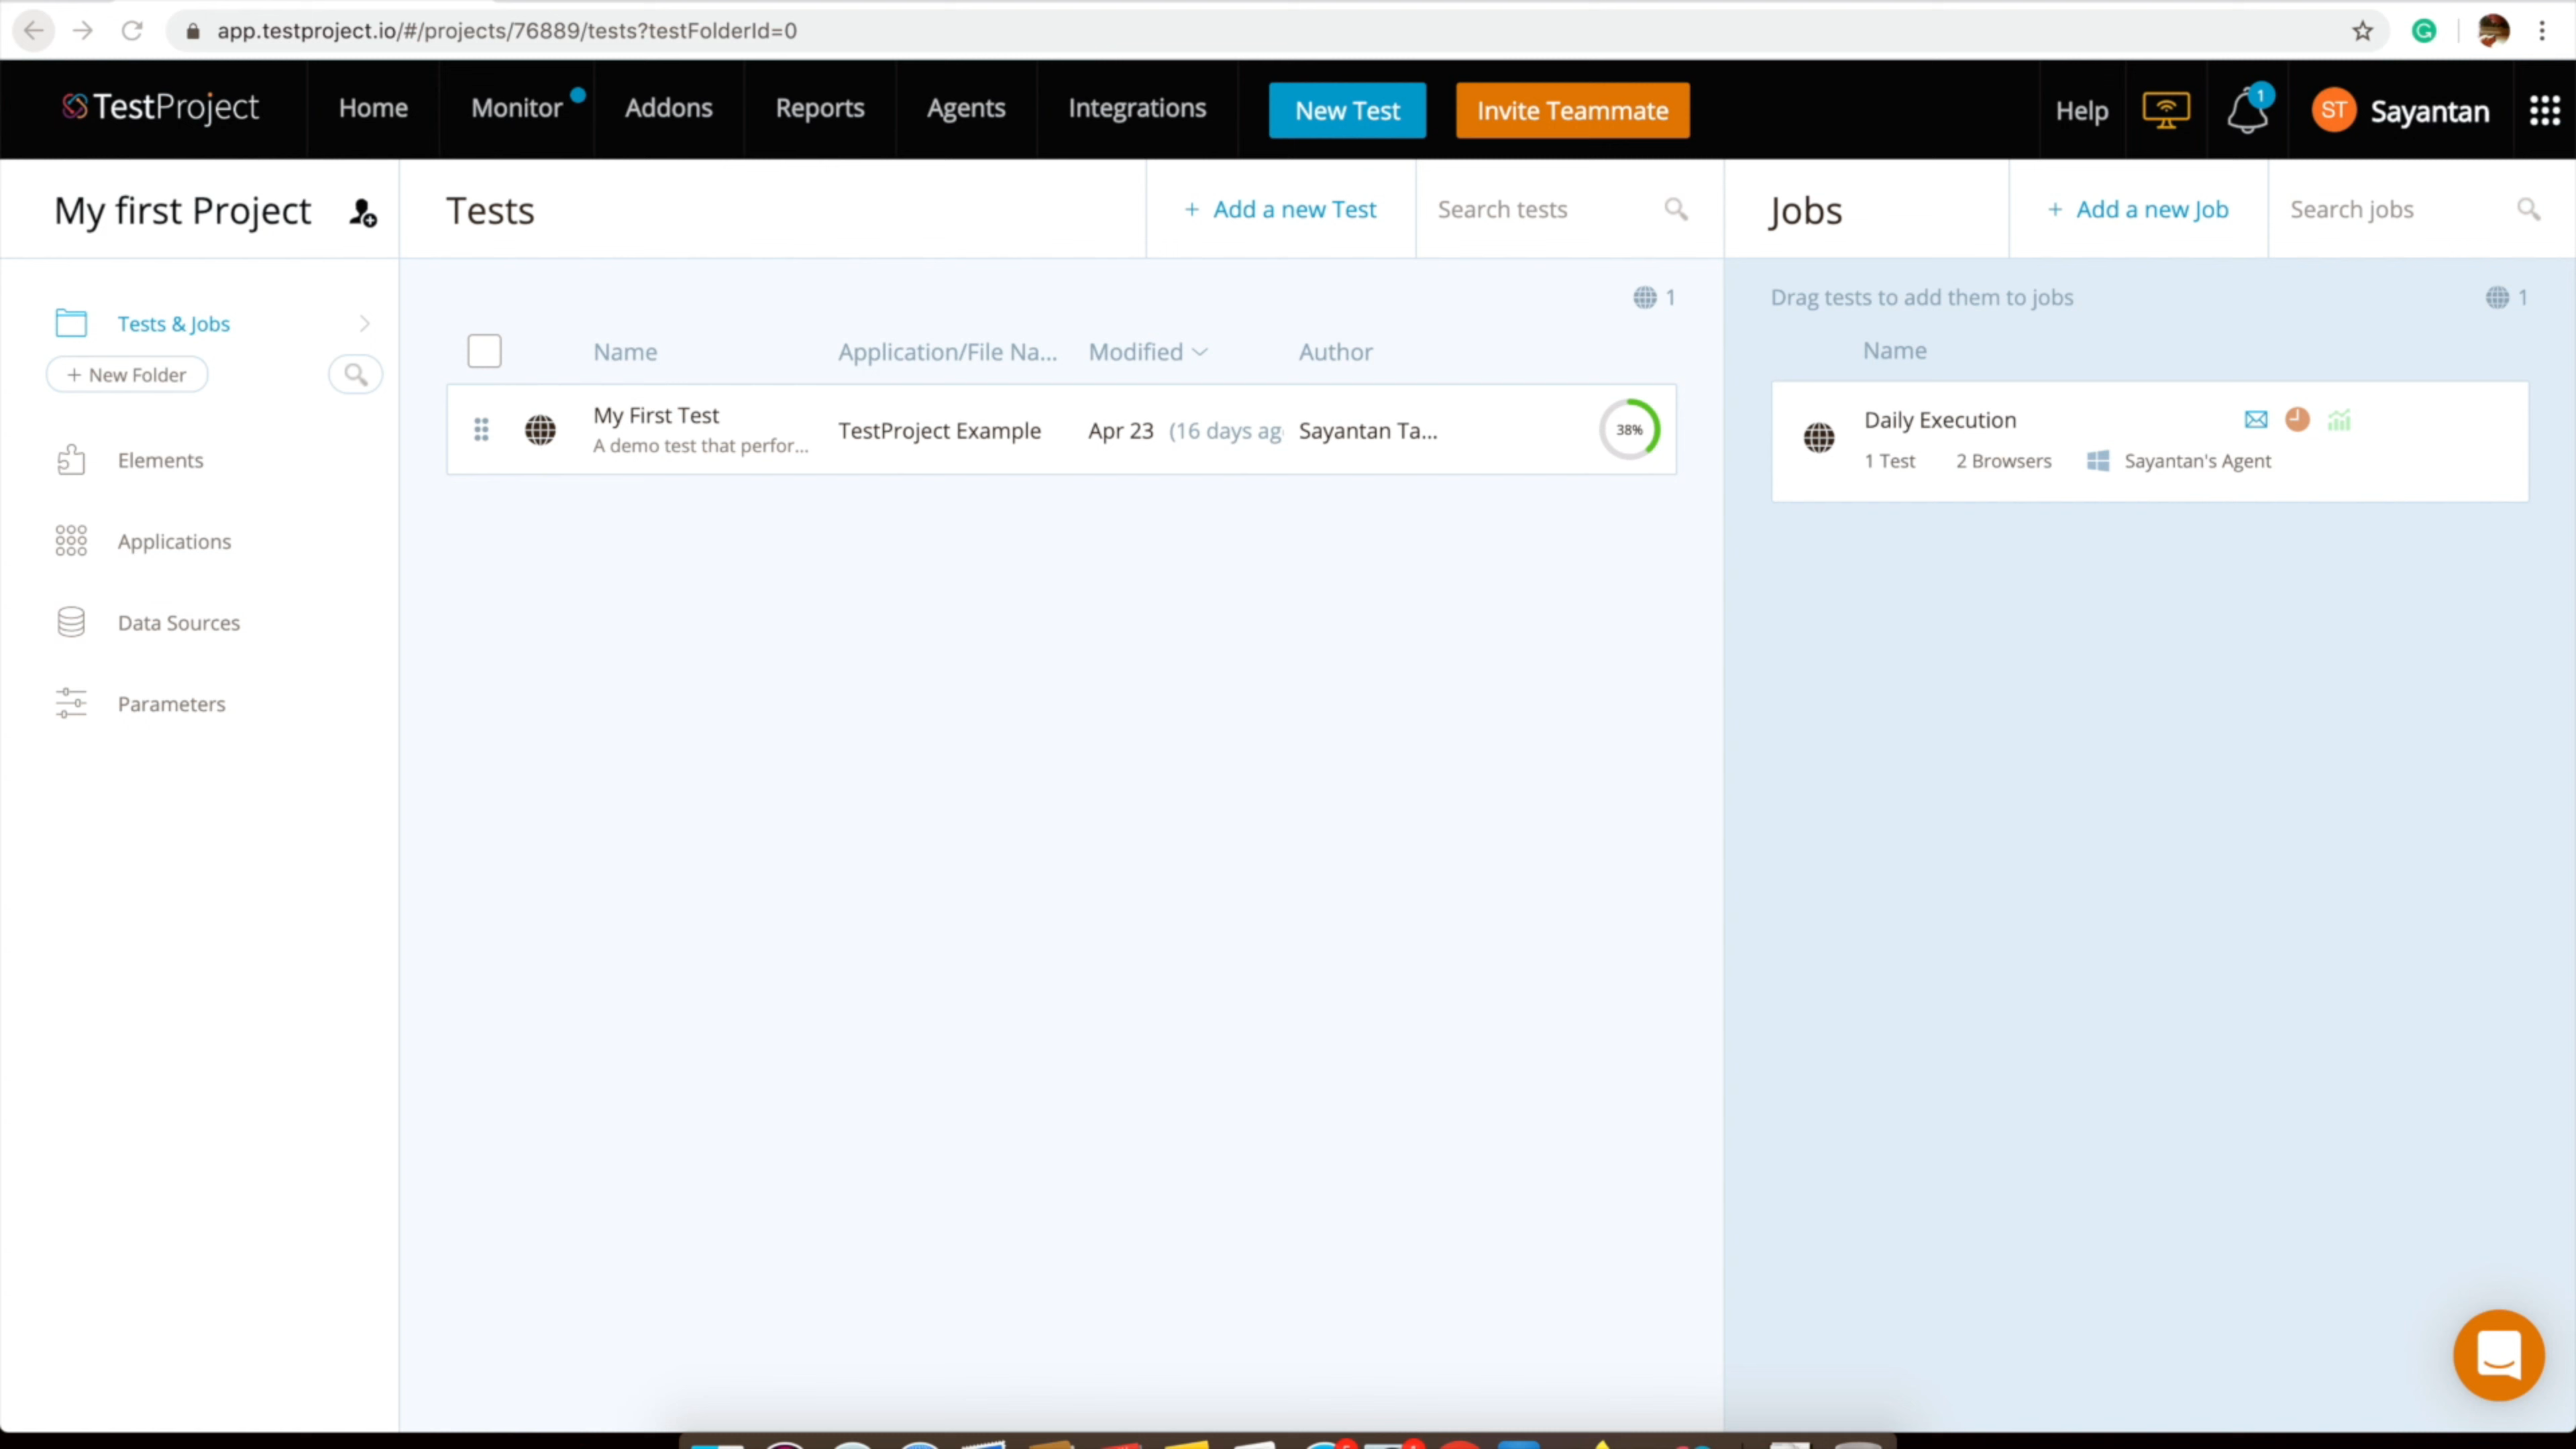 app.testproject.io/#/projects/76889/tests?testFolderId=0
TestProject Home Monitor Addons Reports Agents Integrations New Test Invite Teammate Help 1 ST Sayantan
My first Project
Tests + Add a new Test Search tests
Jobs + Add a new Job Search jobs
Tests & Jobs
+ New Folder
Elements
Applications
Data Sources
Parameters
1
Name Application/File Na... Modified Author
My First Test
A demo test that perfor...
TestProject Example Apr 23 (16 days ag Sayantan Ta... 38%
Drag tests to add them to jobs 1
Name
Daily Execution
1 Test 2 Browsers Sayantan's Agent